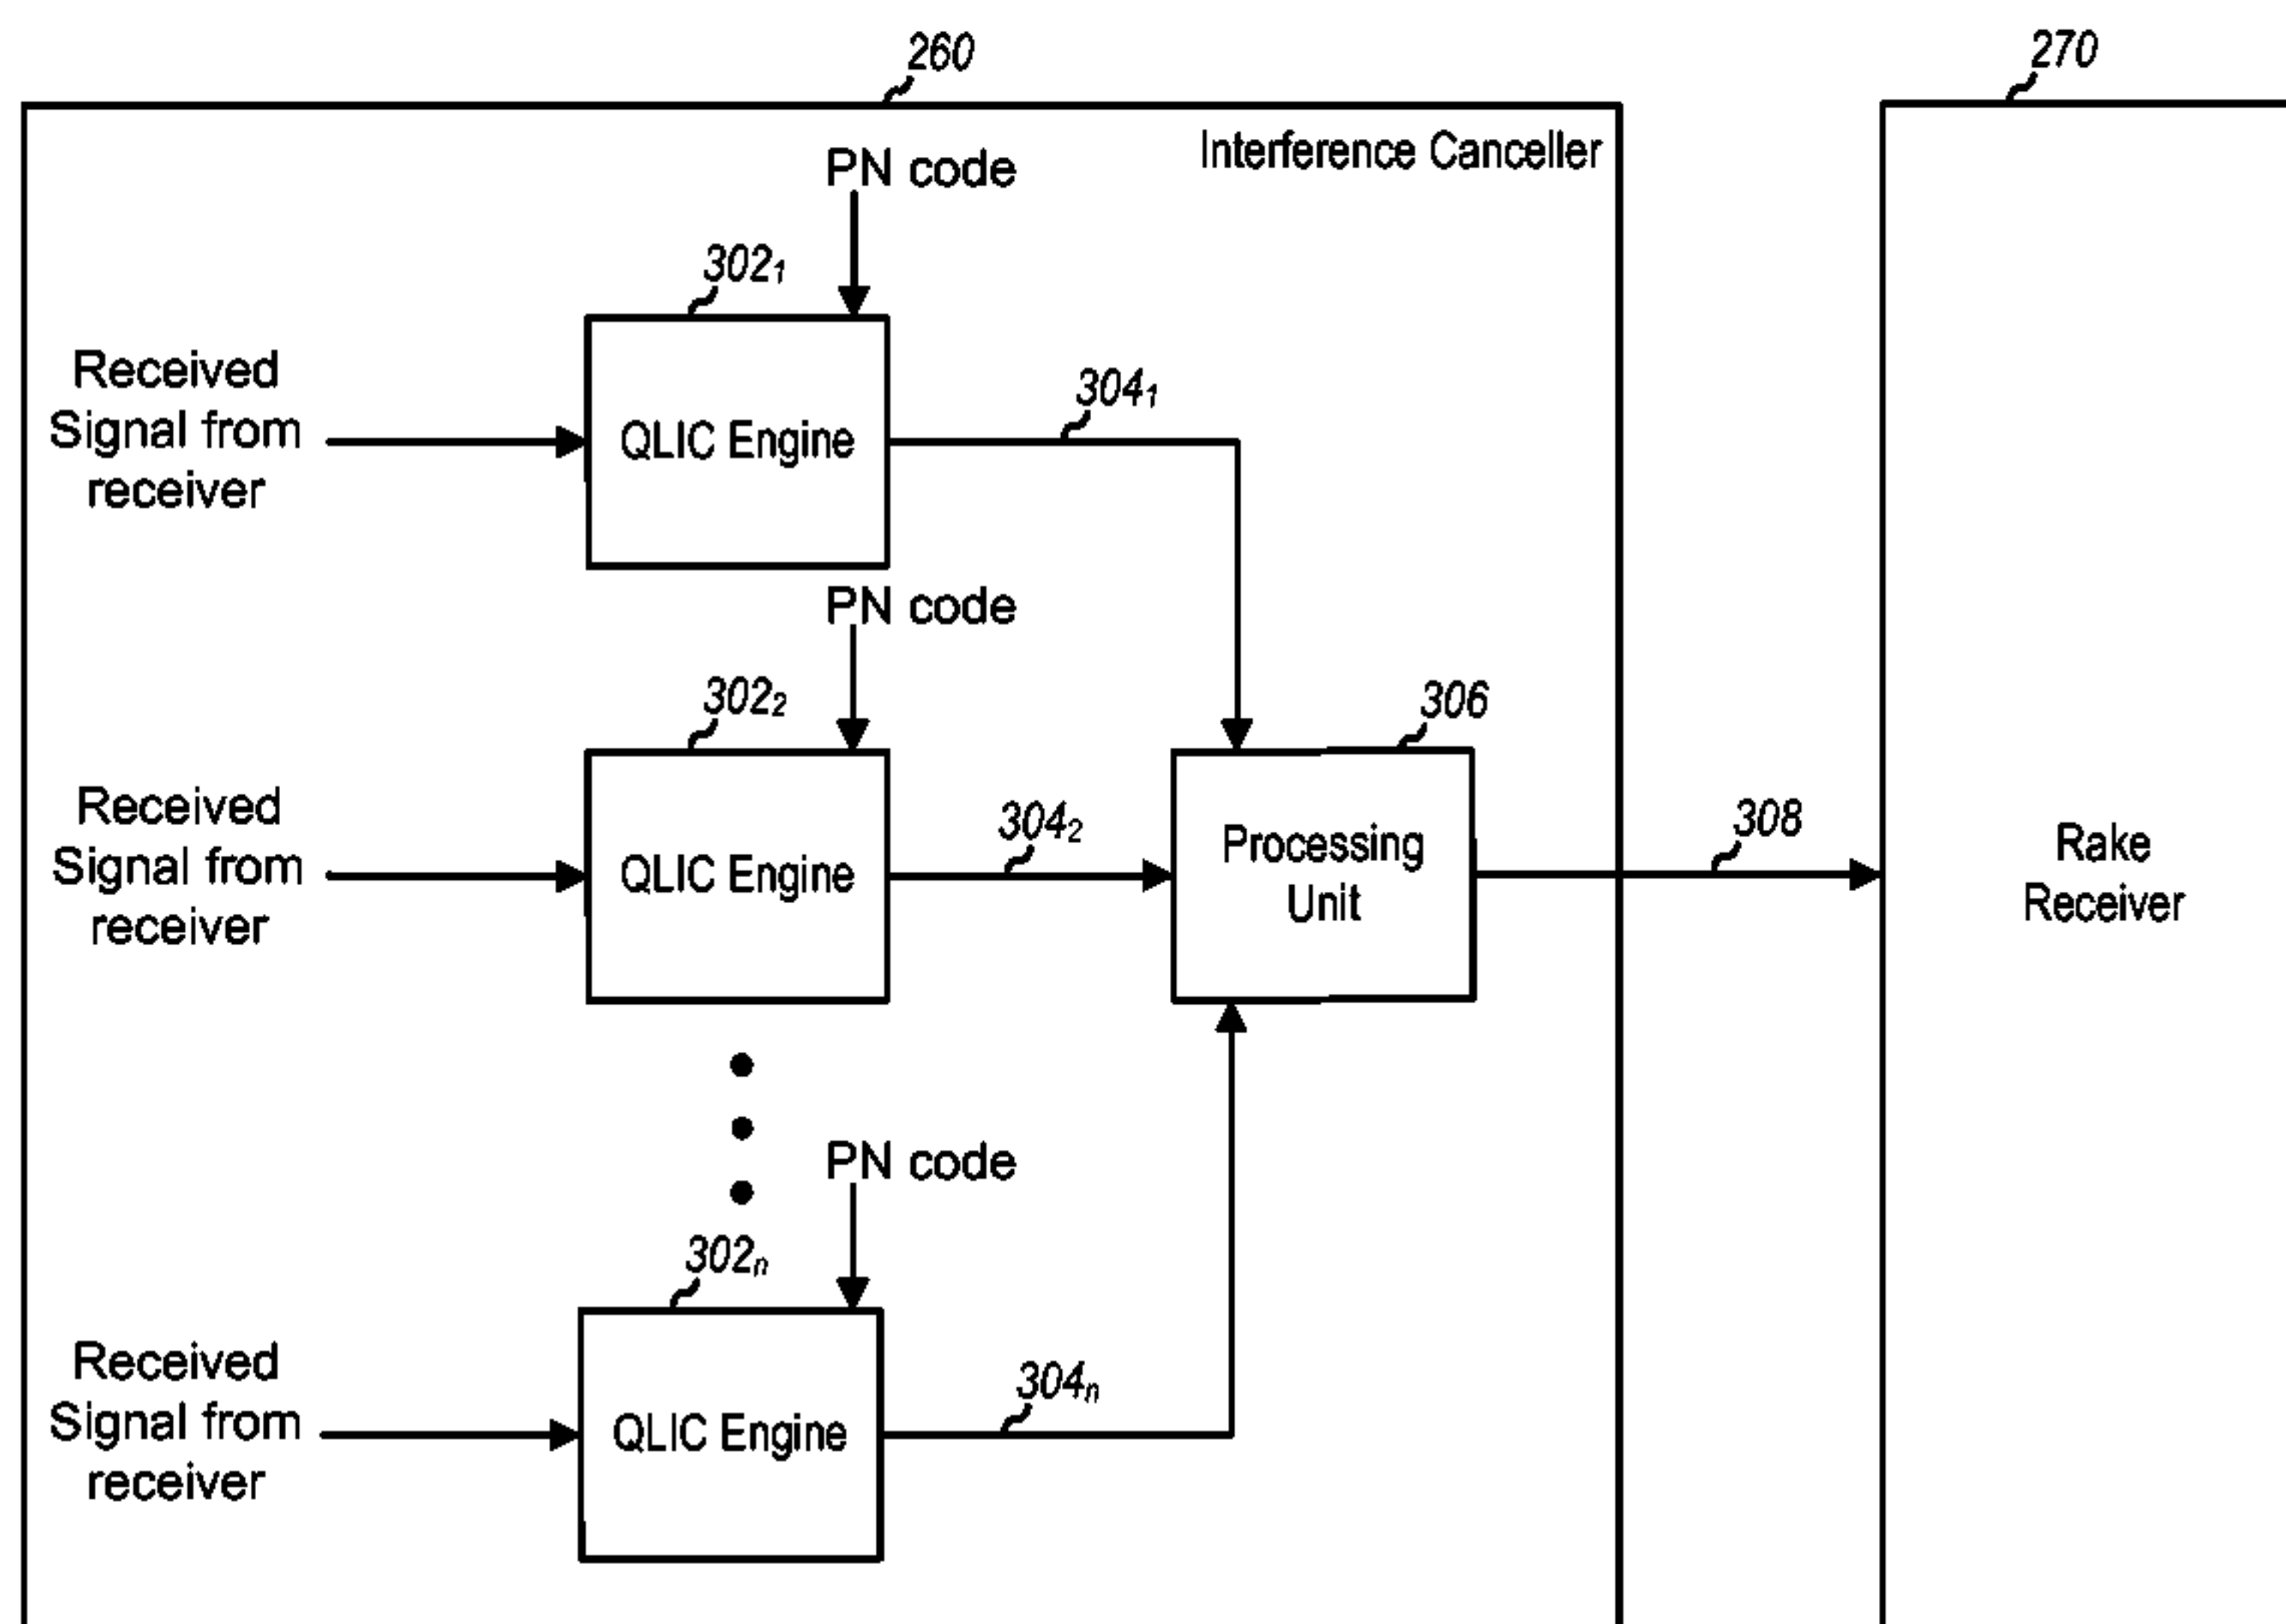 260
270
Interference Canceller
PN code
302₁
Received
Signal from
receiver
QLIC Engine
304₁
PN code
302₂
306
Received
Signal from
receiver
QLIC Engine
304₂
Processing
Unit
308
Rake
Receiver
PN code
302ₙ
Received
Signal from
receiver
QLIC Engine
304ₙ